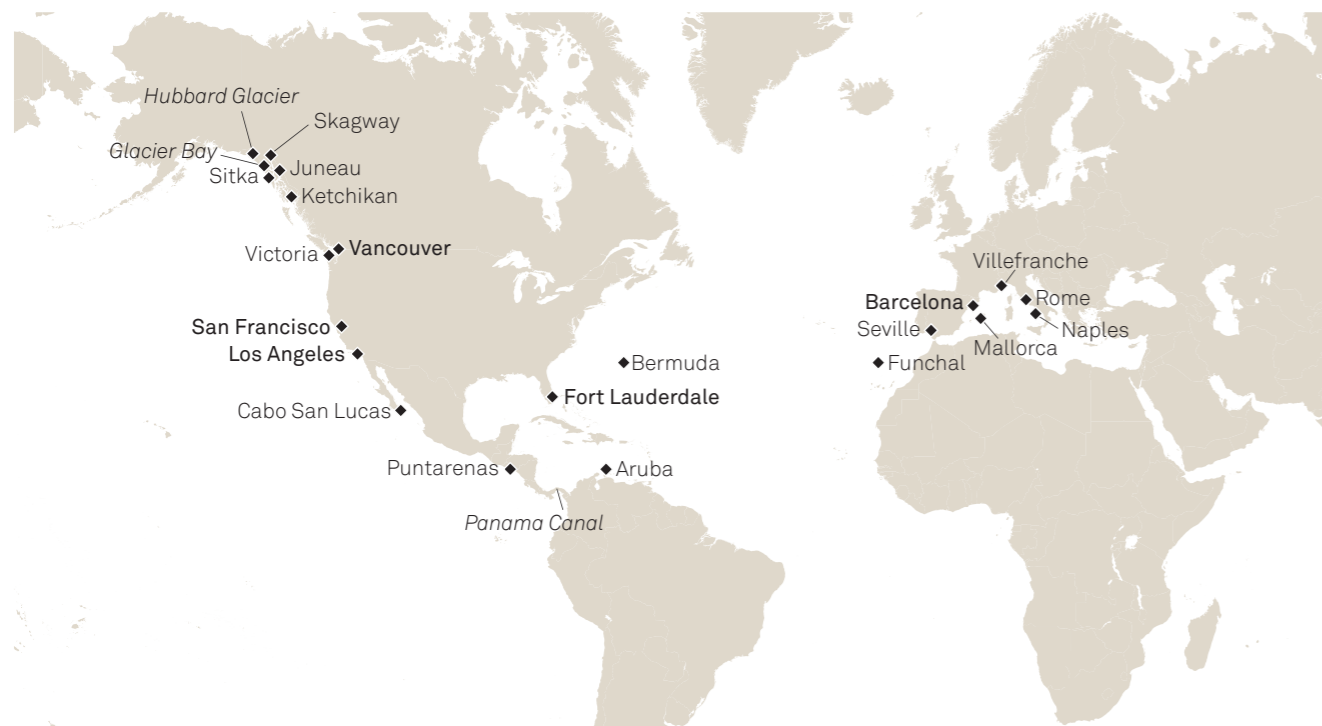 Hubbard Glacier
Skagway
Glacier Bay
Juneau
Sitka
Ketchikan
Victoria
Vancouver
San Francisco
Los Angeles
Cabo San Lucas
Puntarenas
Panama Canal
Aruba
Fort Lauderdale
Bermuda
Villefranche
Barcelona
Rome
Seville
Naples
Mallorca
Funchal